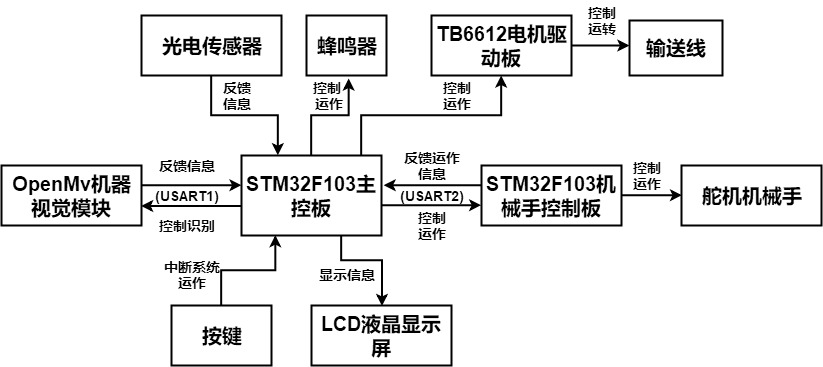 光电传感器
蜂鸣器
TB6612电机驱
动板
控制
运转
输送线
反馈
信息
控制
运作
控制
运作
OpenMv机器
视觉模块
反馈信息
(USART1)
控制识别
STM32F103主
控板
反馈运作
信息
(USART2)
控制
运作
STM32F103机
械手控制板
控制
运作
舵机机械手
中断系统
运作
显示信息
按键
LCD液晶显示
屏